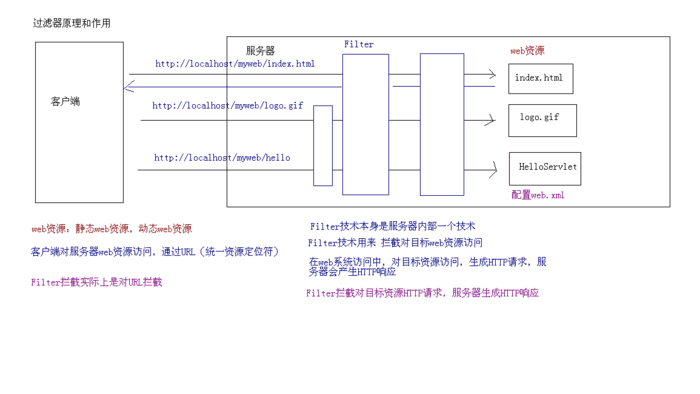 过滤器原理和作用
服务器
Filter
web资源
http://localhost/myweb/index.html
index.html
客户端
http://localhost/myweb/logo.gif
logo.gif
http://localhost/myweb/hello
HelloServlet
配置web.xml
web资源：静态web资源，动态web资源
客户端对服务器web资源访问，通过URL（统一资源定位符）
Filter拦截实际上是对URL拦截
Filter技术本身是服务器内部一个技术
Filter技术用来 拦截对目标web资源访问
在web系统访问中，对目标资源访问，生成HTTP请求，服
务器会产生HTTP响应
Filter拦截对目标资源HTTP请求，服务器生成HTTP响应